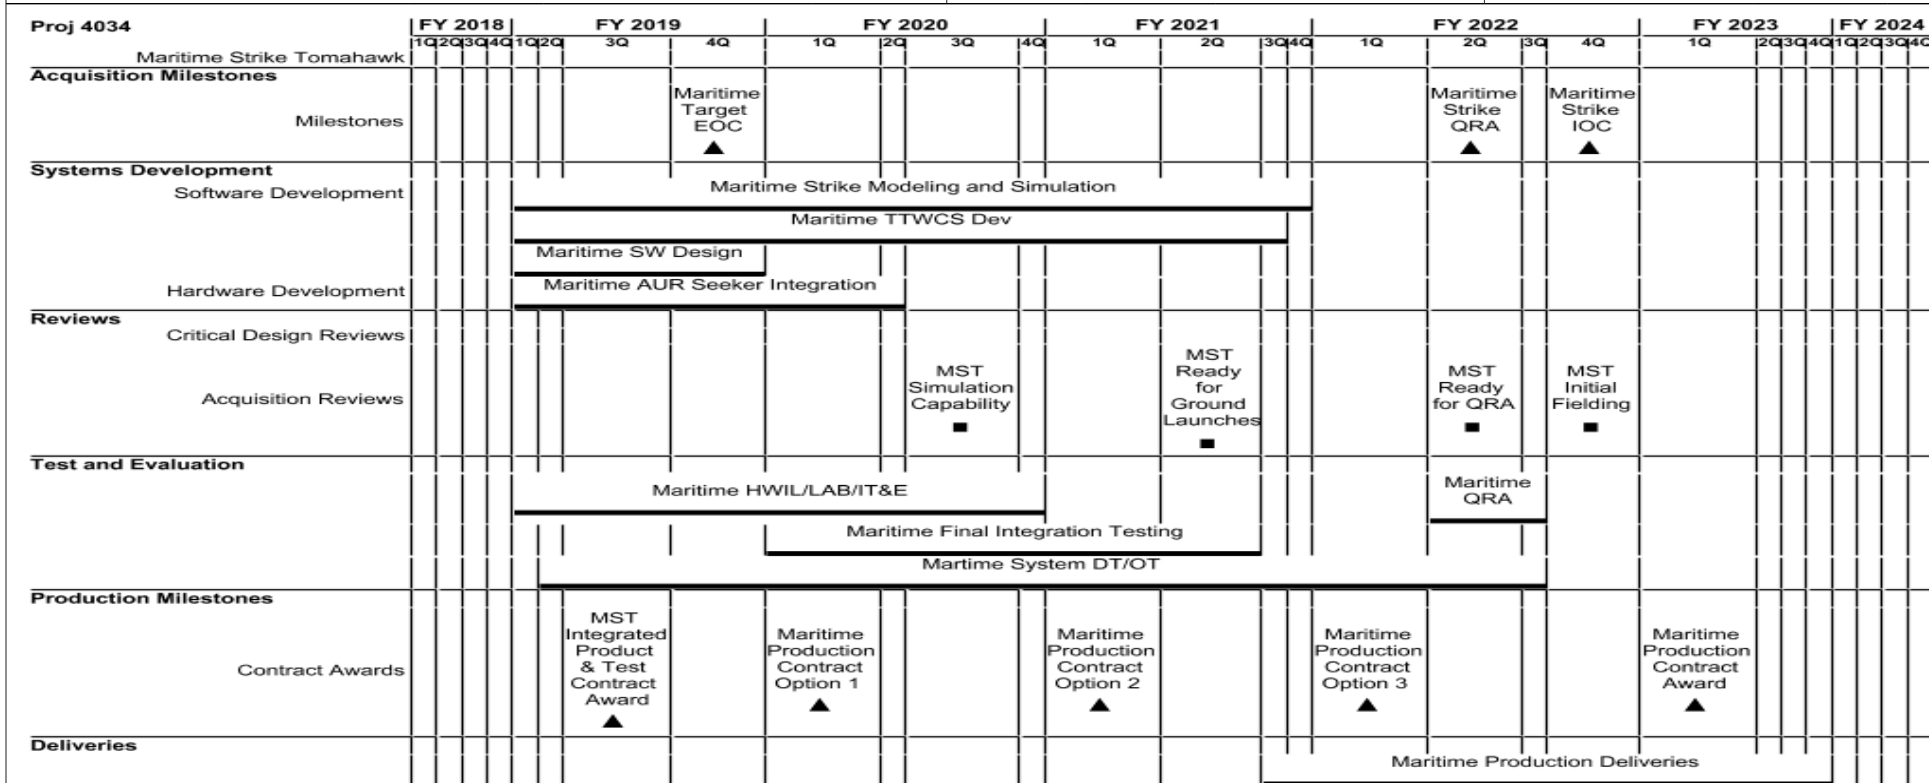 Proj 4034 FY 2018 FY 2019 FY 2020 FY 2021 FY 2022 FY 2023 FY 2024
1Q 2Q 3Q 4Q 1Q 2Q 3Q 4Q 1Q 2Q 3Q 4Q 1Q 2Q 3Q 4Q 1Q 2Q 3Q 4Q 1Q 2Q 3Q 4Q 1Q 2Q 3Q 4Q
Maritime Strike Tomahawk
Acquisition Milestones
Milestones
Maritime
Target
EOC
Maritime
Strike
QRA
Maritime
Strike
IOC
Systems Development
Software Development
Maritime Strike Modeling and Simulation
Maritime TTWCS Dev
Maritime SW Design
Hardware Development
Maritime AUR Seeker Integration
Reviews
Critical Design Reviews
Acquisition Reviews
MST
Simulation
Capability
MST
Ready
for
Ground
Launches
MST
Ready
for QRA
MST
Initial
Fielding
Test and Evaluation
Maritime HWIL/LAB/IT&E
Maritime
QRA
Maritime Final Integration Testing
Martime System DT/OT
Production Milestones
Contract Awards
MST
Integrated
Product
& Test
Contract
Award
Maritime
Production
Contract
Option 1
Maritime
Production
Contract
Option 2
Maritime
Production
Contract
Option 3
Maritime
Production
Contract
Award
Deliveries
Maritime Production Deliveries